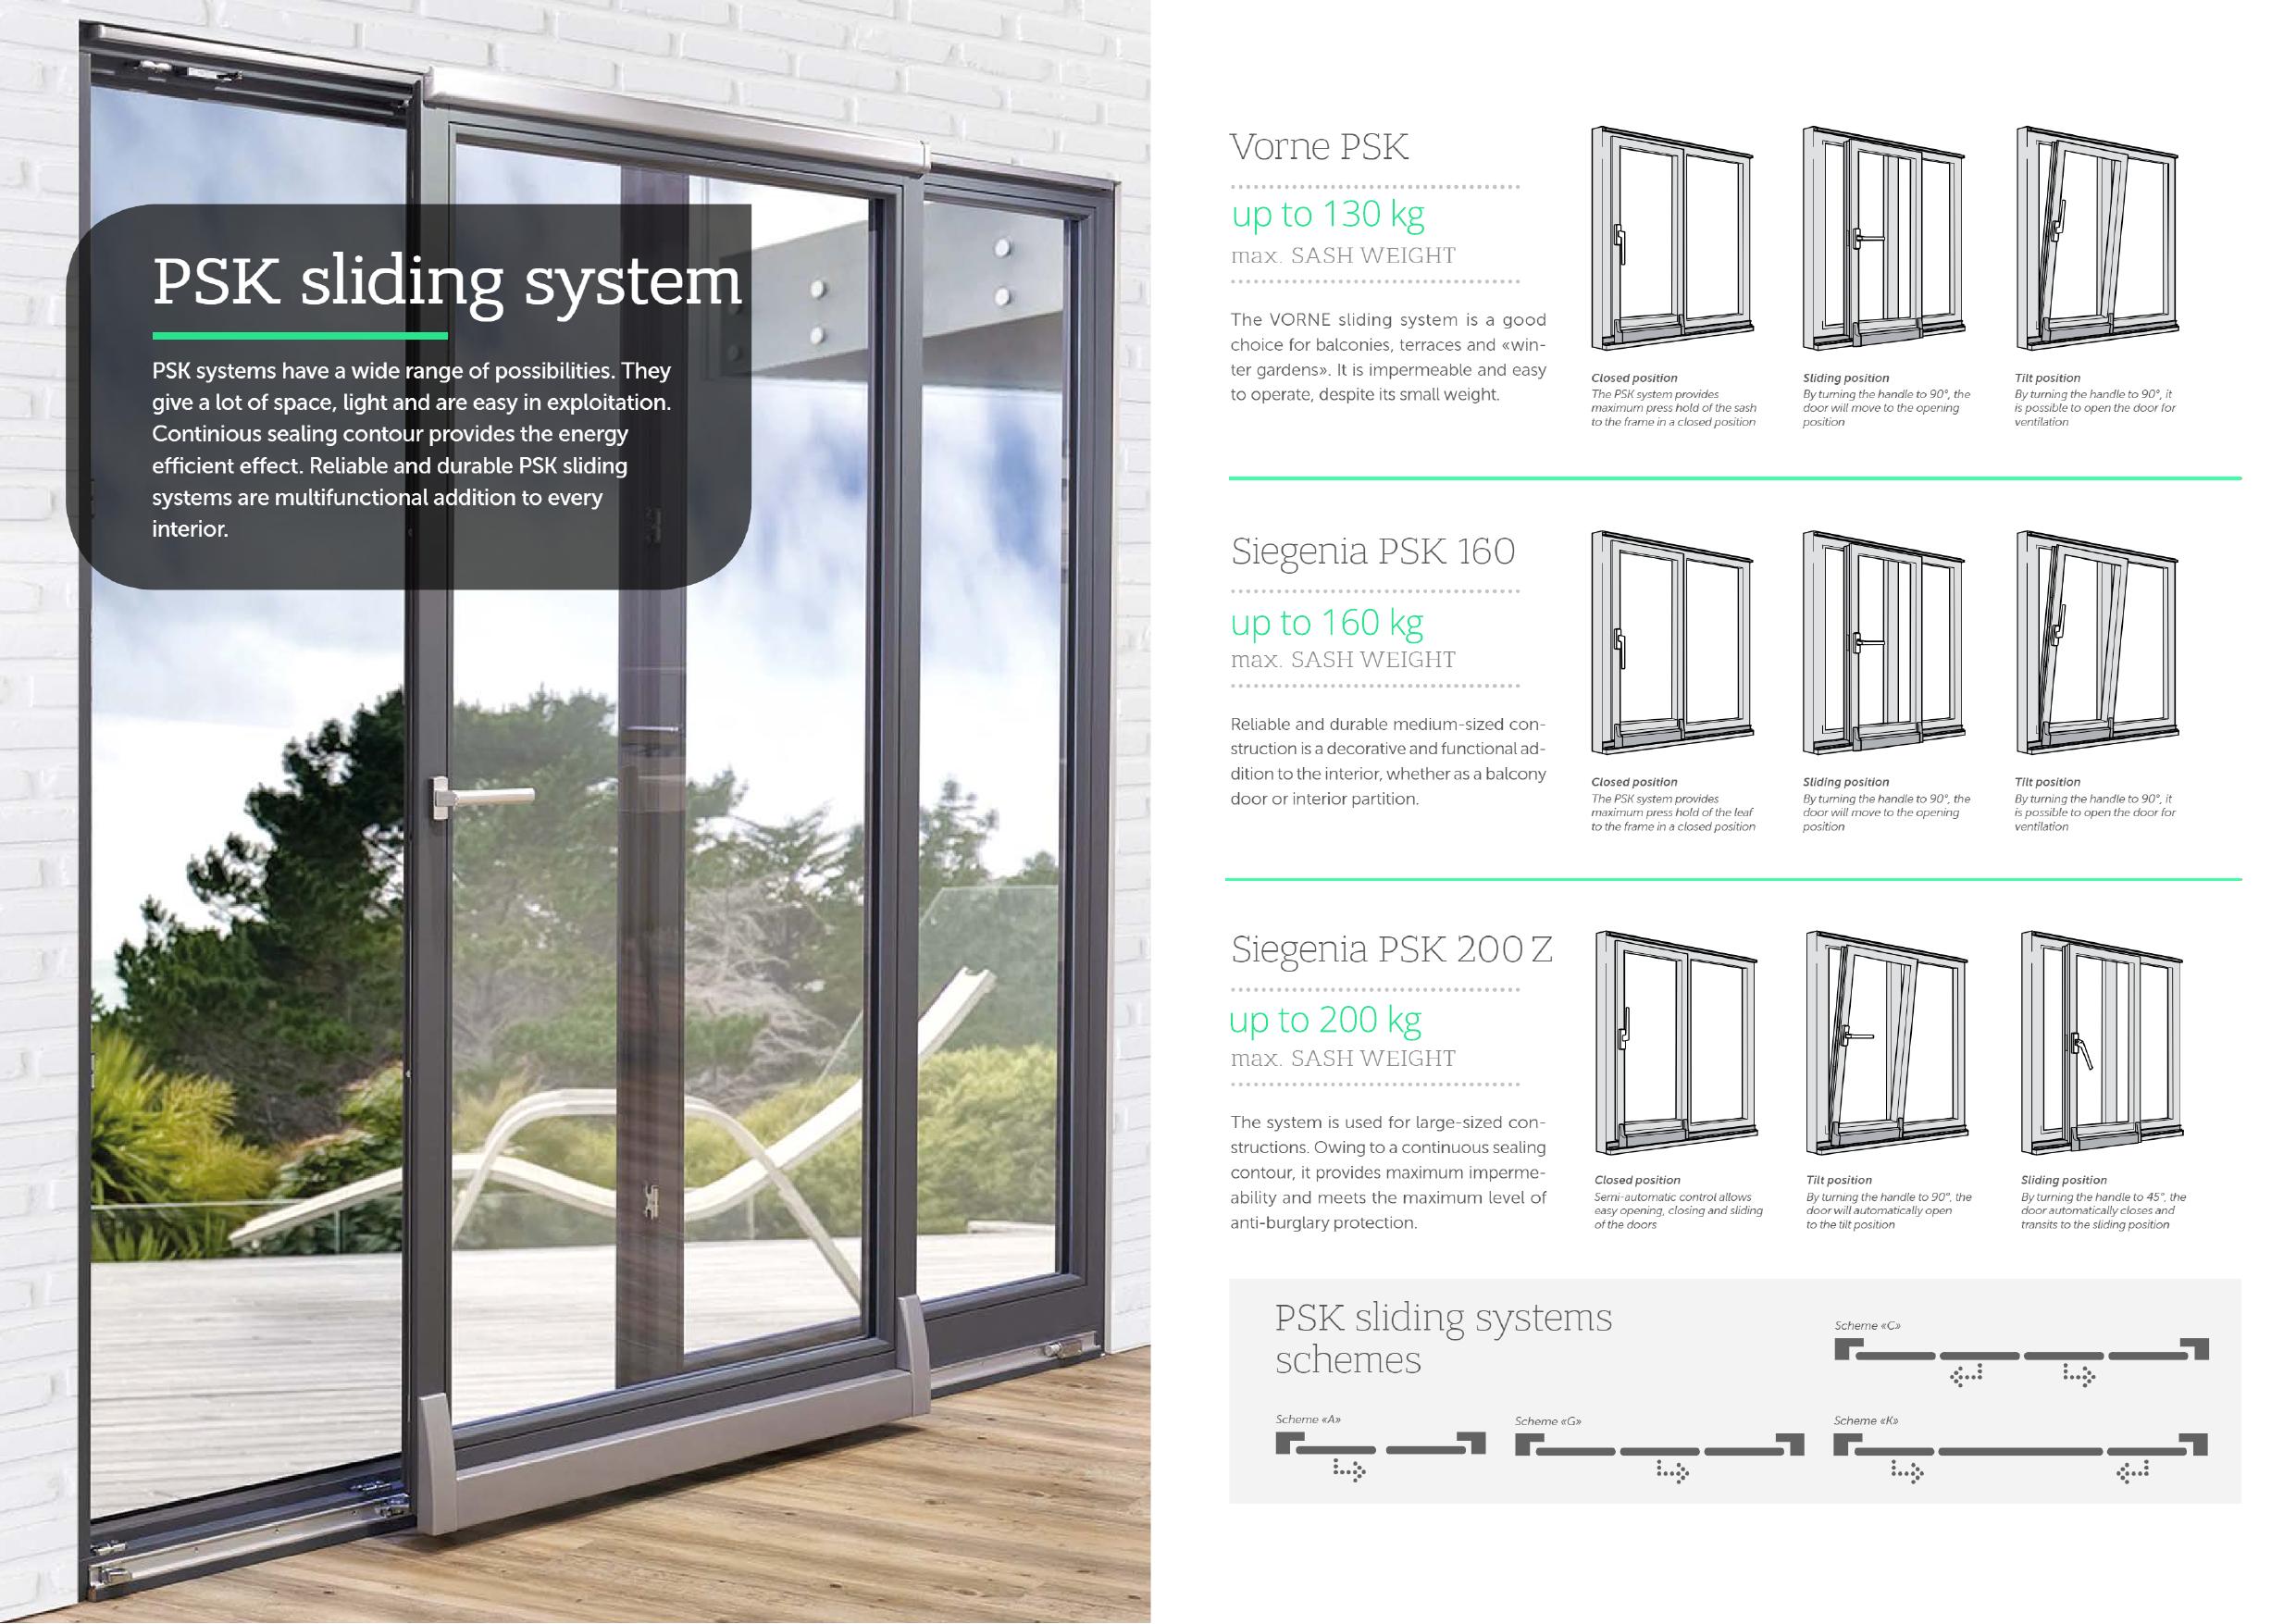 PSK sliding system
PSK systems have a wide range of possibilities. They
give a lot of space, light and are easy in exploitation.
Continious sealing contour provides the energy
efficient effect. Reliable and durable PSK sliding
systems are multifunctional addition to every
interior.
Vorne PSK
up to 130 kg
max. SASH WEIGHT
The VORNE sliding system is a good
choice for balconies, terraces and «win-
ter gardens». It is impermeable and easy
to operate, despite its small weight.
Closed position
The PSK system provides
maximum press hold of the sash
to the frame in a closed position
Sliding position
By turning the handle to 90°, the
door will move to the opening
position
Tilt position
By turning the handle to 90°, it
is possible to open the door for
ventilation
Siegenia PSK 160
up to 160 kg
max. SASH WEIGHT
Reliable and durable medium-sized con-
struction is a decorative and functional ad-
dition to the interior, whether as a balcony
door or interior partition.
Closed position
The PSK system provides
maximum press hold of the leaf
to the frame in a closed position
Sliding position
By turning the handle to 90°, the
door will move to the opening
position
Tilt position
By turning the handle to 90°, it
is possible to open the door for
ventilation
Siegenia PSK 200 Z
up to 200 kg
max. SASH WEIGHT
The system is used for large-sized con-
structions. Owing to a continuous sealing
contour, it provides maximum imperme-
ability and meets the maximum level of
anti-burglary protection.
Closed position
Semi-automatic control allows
easy opening, closing and sliding
of the doors
Tilt position
By turning the handle to 90°, the
door will automatically open
to the tilt position
Sliding position
By turning the handle to 45°, the
door automatically closes and
transits to the sliding position
PSK sliding systems
schemes
Scheme «C»
Scheme «A»
Scheme «G»
Scheme «K»